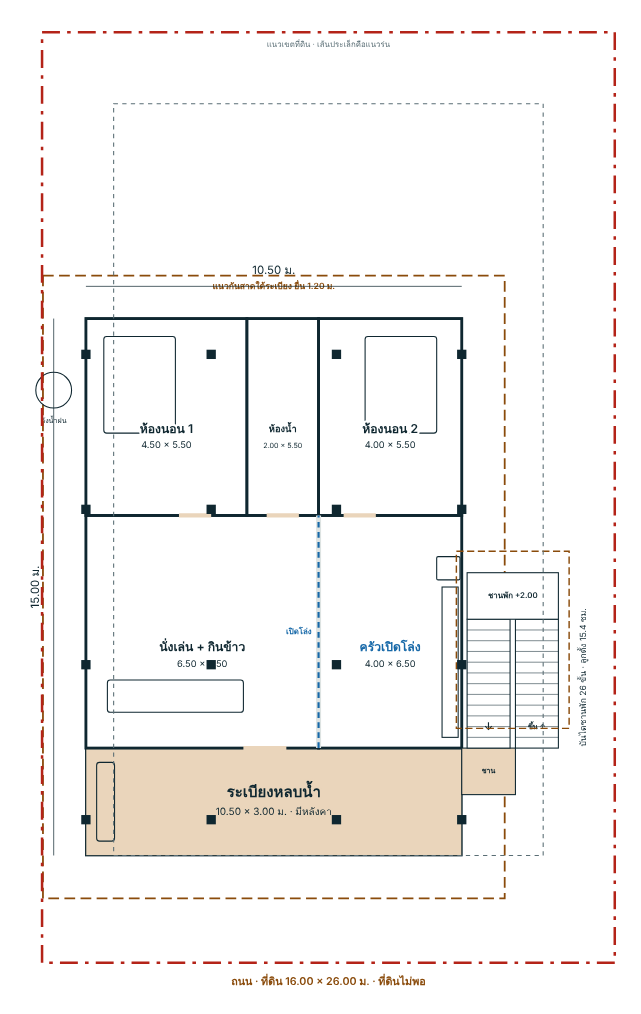 แนวเขตที่ดิน · เส้นประเล็กคือแนวร่น
10.50 ม.
แนวกันสาดใต้ระเบียง ยื่น 1.20 ม.
ห้องนอน 1
4.50 × 5.50
ห้องน้ำ
2.00 × 5.50
ห้องนอน 2
4.00 × 5.50
15.00 ม.
ชานพัก +2.00
เปิดโล่ง
นั่งเล่น + กินข้าว
6.50 × 50
ครัวเปิดโล่ง
4.00 × 6.50
บันไดชานพัก 26 ขั้น · ลูกตั้ง 15.4 ซม.
ขึ้น
ชาน
ระเบียงหลบน้ำ
10.50 × 3.00 ม. · มีหลังคา
ถนน · ที่ดิน 16.00 × 26.00 ม. · ที่ดินไม่พอ